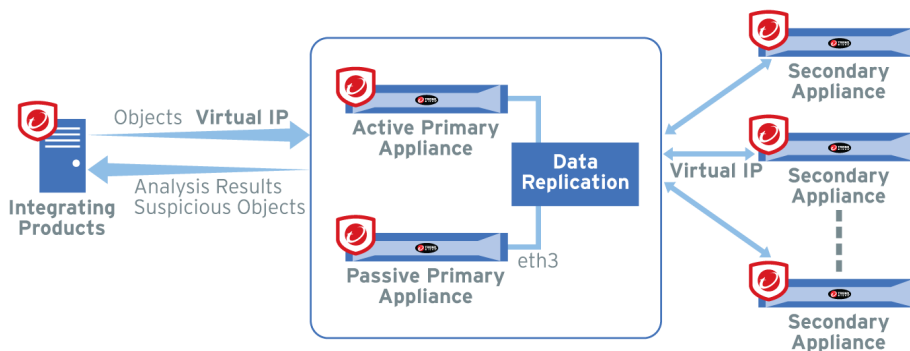 Objects Virtual IP
Analysis Results
Suspicious Objects
Integrating
Products
Active Primary
Appliance
Data
Replication
eth3
Passive Primary
Appliance
Virtual IP
Secondary
Appliance
Secondary
Appliance
Secondary
Appliance